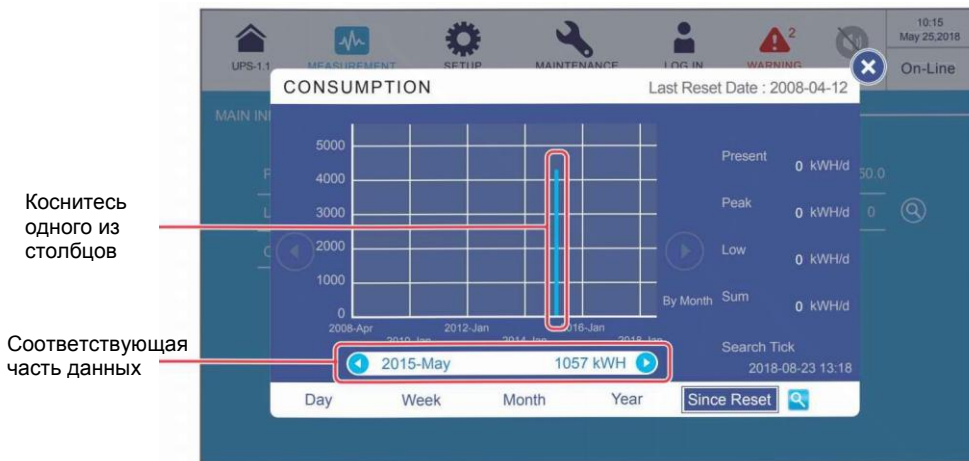 10:15
May 25,2018
UPS-1.1
MEASUREMENT
SETUP
MAINTENANCE
LOG IN
2
WARNING
On-Line
CONSUMPTION
Last Reset Date : 2008-04-12
MAIN IN
5000
4000
3000
2000
1000
0
2008-Apr
2012-Jan
2016-Jan
2010-Jan
2014-Jan
2018-Jan
By Month
Present
0 kWH/d
Peak
0 kWH/d
Low
0 kWH/d
Sum
0 kWH/d
Search Tick
2018-08-23 13:18
50.0
0
2015-May 1057 kWH
Day Week Month Year Since Reset
Коснитесь
одного из
столбцов
Соответствующая
часть данных